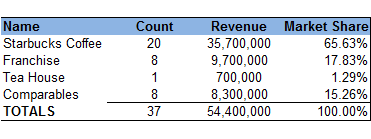 Name Count Revenue Market Share
Starbucks Coffee 20 35,700,000 65.63%
Franchise 8 9,700,000 17.83%
Tea House 1 700,000 1.29%
Comparables 8 8,300,000 15.26%
TOTALS 37 54,400,000 100.00%